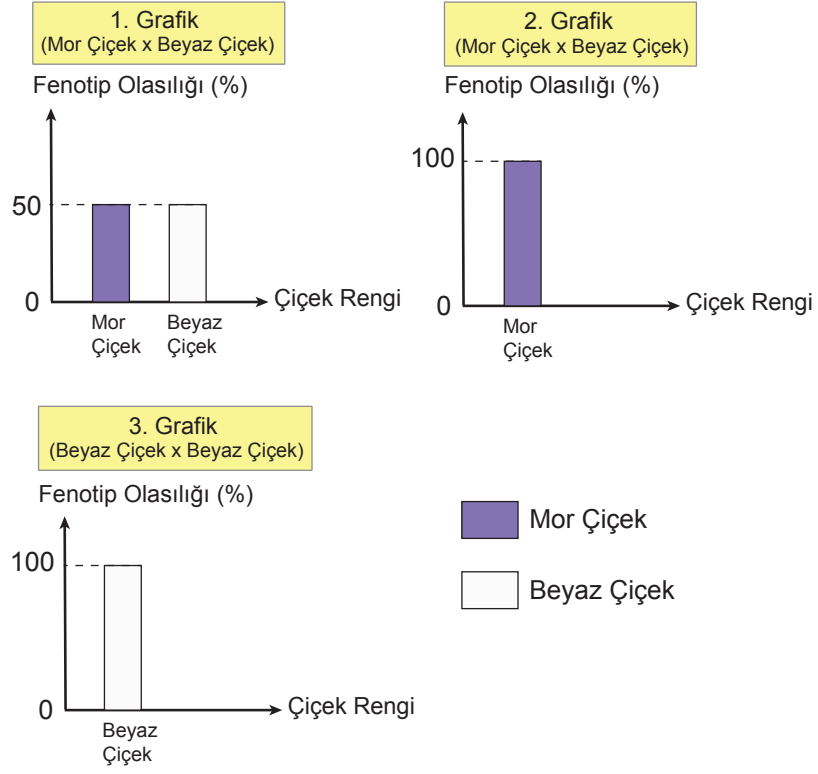 1. Grafik
(Mor Çiçek x Beyaz Çiçek)
Fenotip Olasılığı (%)
50
0
Çiçek Rengi
Mor
Çiçek
Beyaz
Çiçek
2. Grafik
(Mor Çiçek x Beyaz Çiçek)
Fenotip Olasılığı (%)
100
0
Çiçek Rengi
Mor
Çiçek
3. Grafik
(Beyaz Çiçek x Beyaz Çiçek)
Fenotip Olasılığı (%)
100
0
Çiçek Rengi
Beyaz
Çiçek
Mor Çiçek
Beyaz Çiçek